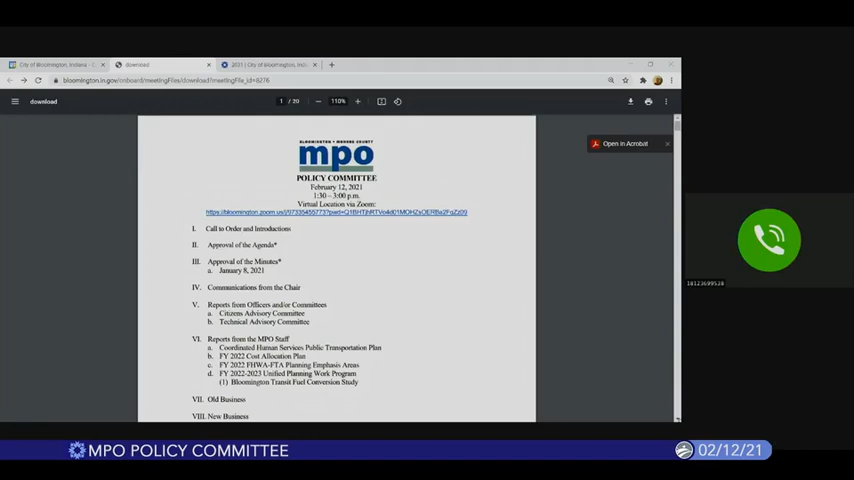 City of Bloomington, Indiana - C
download
2021 | City of Bloomington, Indi
bloomington.in.gov/onboard/meetingFiles/download?meetingFile_id=8276
download
1 / 20
110%
Open in Acrobat
BLOOMINGTON • MONROE COUNTY
mpo
POLICY COMMITTEE
February 12, 2021
1:30 – 3:00 p.m.
Virtual Location via Zoom:
I. Call to Order and Introductions
II. Approval of the Agenda*
III. Approval of the Minutes*
a. January 8, 2021
IV. Communications from the Chair
V. Reports from Officers and/or Committees
a. Citizens Advisory Committee
b. Technical Advisory Committee
VI. Reports from the MPO Staff
a. Coordinated Human Services Public Transportation Plan
b. FY 2022 Cost Allocation Plan
c. FY 2022 FHWA-FTA Planning Emphasis Areas
d. FY 2022-2023 Unified Planning Work Program
(1) Bloomington Transit Fuel Conversion Study
VII. Old Business
VIII. New Business
18123699528
MPO POLICY COMMITTEE
02/12/21